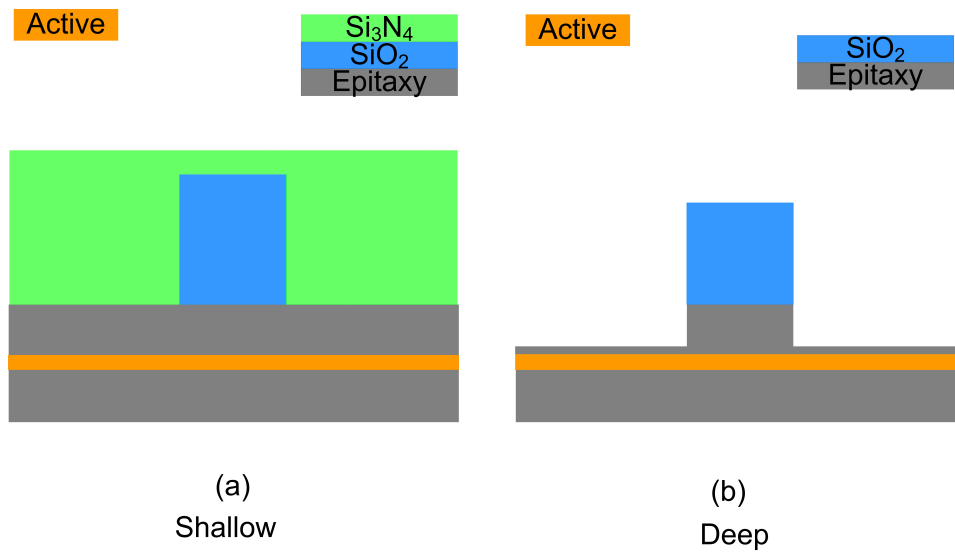 Active
Si₃N₄
SiO₂
Epitaxy
Active
SiO₂
Epitaxy
(a)
Shallow
(b)
Deep